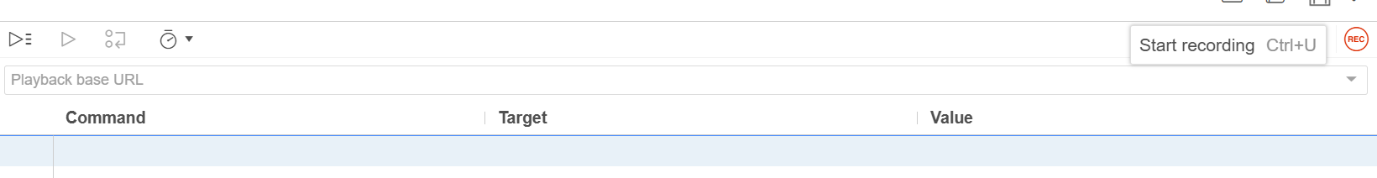 Start recording Ctrl+U
REC
Playback base URL
Command Target Value